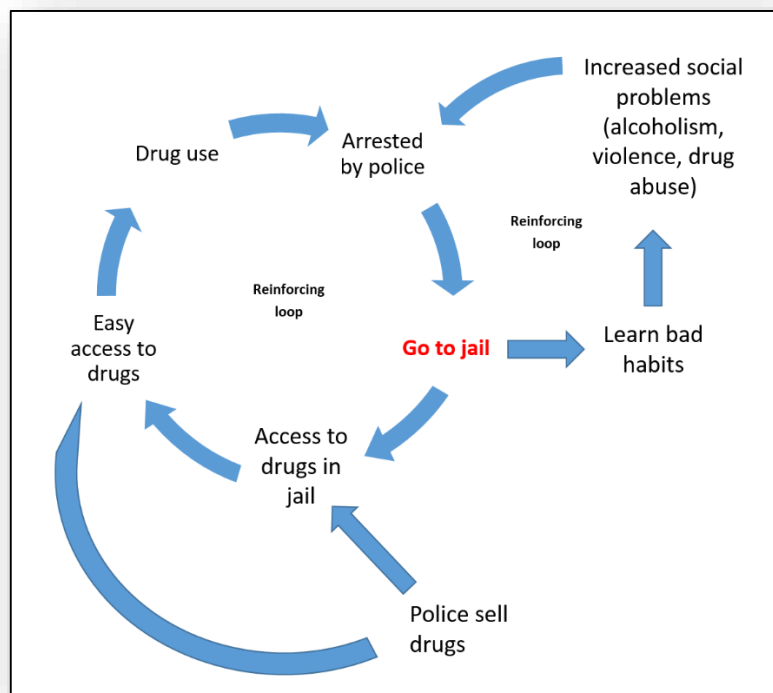 Increased social
problems
(alcoholism,
violence, drug
abuse)
Drug use
Arrested
by police
Reinforcing
loop
Reinforcing
loop
Easy
access to
drugs
Go to jail
Learn bad
habits
Access to
drugs in
jail
Police sell
drugs